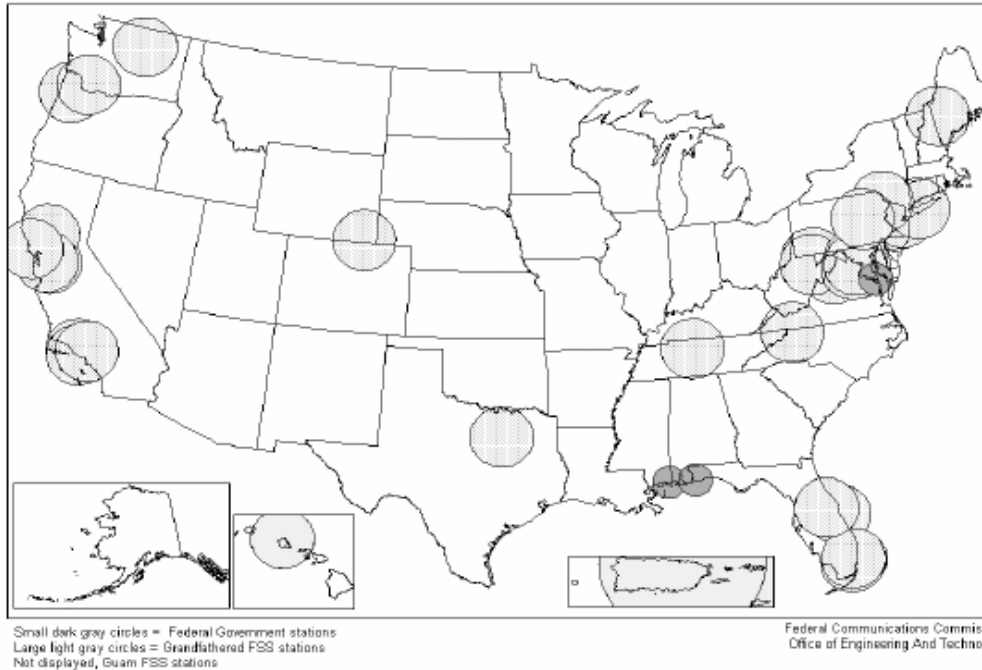 Small dark gray circles = Federal Government stations
Large light gray circles = Grandfathered FSS stations
Not displayed, Guam FSS stations
Federal Communications Commis
Office of Engineering And Techno